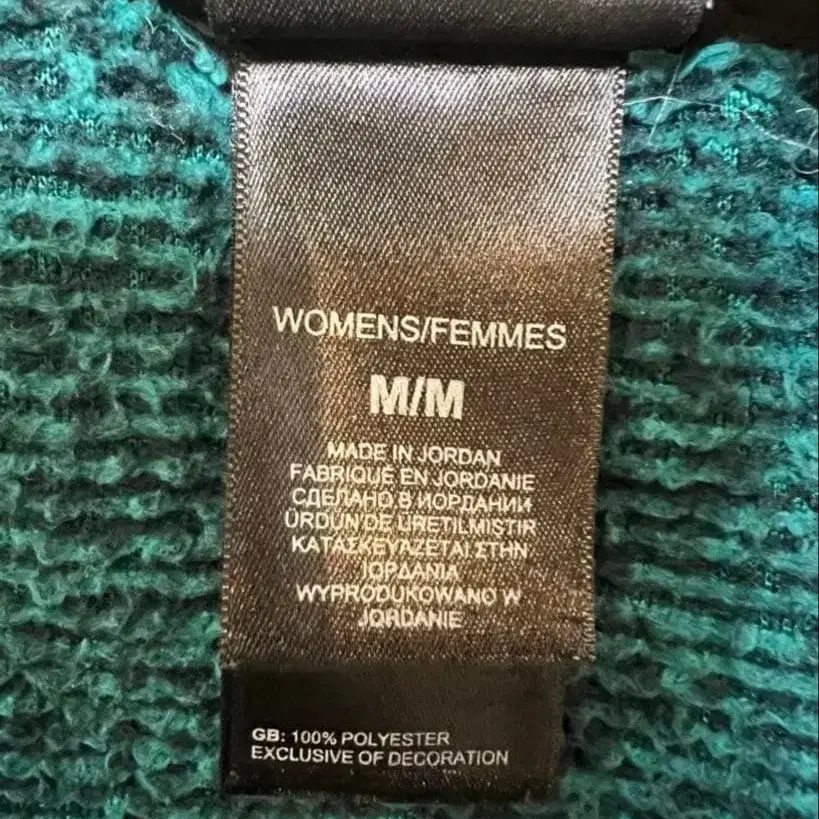 WOMENS/FEMMES
M/M
MADE IN JORDAN
FABRIQUE EN JORDANIE
СДЕЛАНО В ИОРДАНИИ
URDUN'DE URETILMISTIR
ΚΑΤΑΣΚΕΥΑΖΕΤΑΙ ΣΤΗΝ
ΙΟΡΔΑΝΙΑ
WYPRODUKOWANO W
JORDANIE
GB: 100% POLYESTER
EXCLUSIVE OF DECORATION